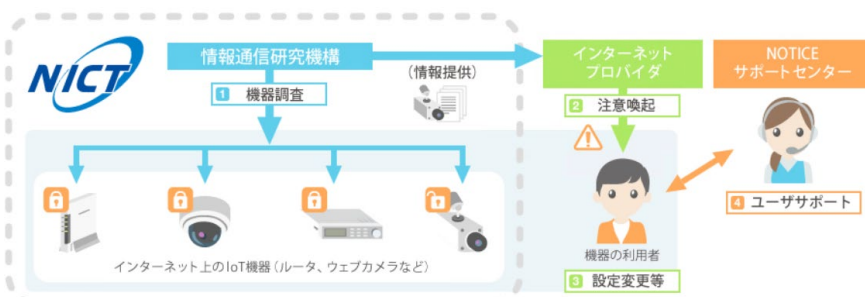 NICT
情報通信研究機構
1 機器調査
(情報提供)
インターネット上のIoT機器(ルータ、ウェブカメラなど)
インターネット
プロバイダ
2 注意喚起
機器の利用者
3 設定変更等
NOTICE
サポートセンター
4 ユーザサポート